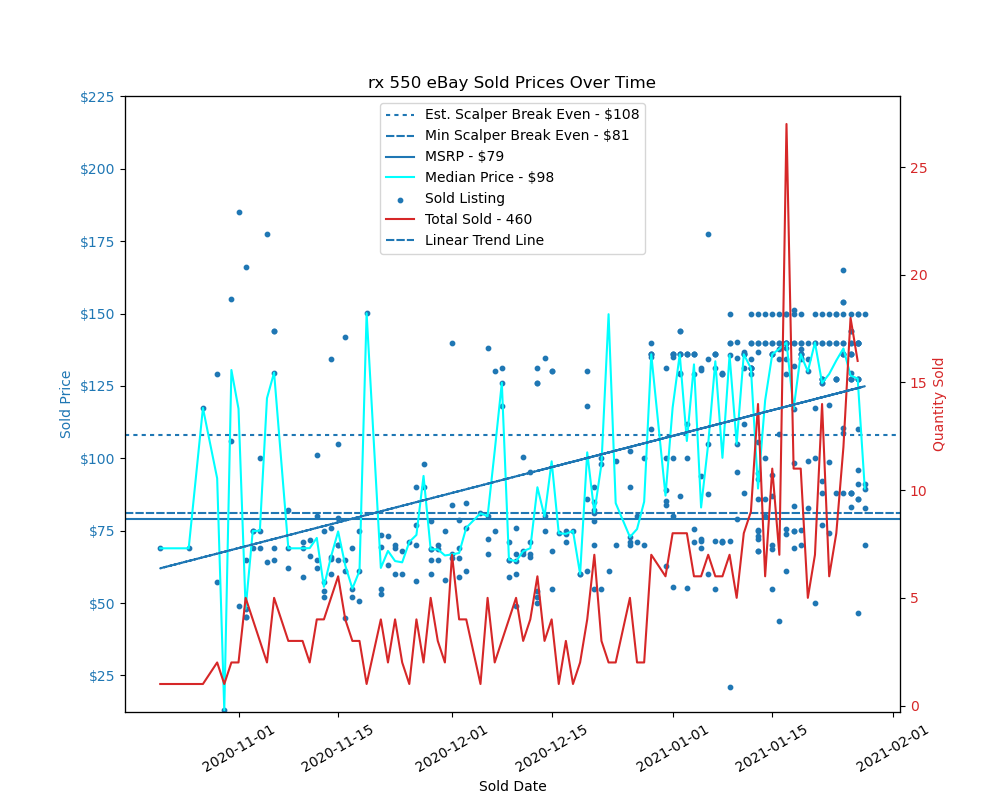 rx 550 eBay Sold Prices Over Time
$225
$200
$175
$150
$125
$100
$75
$50
$25
Sold Price
Est. Scalper Break Even - $108
Min Scalper Break Even - $81
MSRP - $79
Median Price - $98
Sold Listing
Total Sold - 460
Linear Trend Line
25
20
15
10
5
0
Quantity Sold
2020-11-01
2020-11-15
2020-12-01
2020-12-15
2021-01-01
2021-01-15
2021-02-01
Sold Date